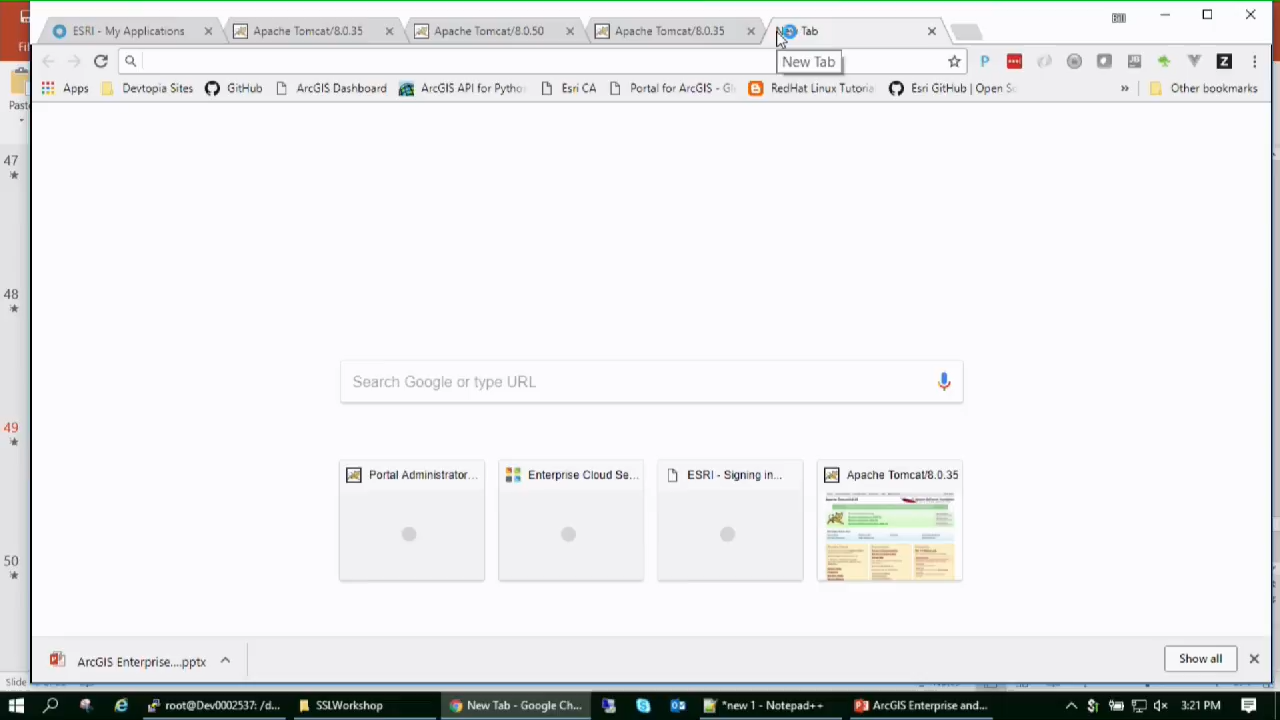 ESRI - My Applications
Apache Tomcat/8.0.35
Apache Tomcat/8.0.50
Apache Tomcat/8.0.35
Tab
New Tab
Apps
Devtopia Sites
GitHub
ArcGIS Dashboard
ArcGIS API for Pytho
Esri CA
Portal for ArcGIS - Gl
RedHat Linux Tutoria
Esri GitHub | Open So
»
Other bookmarks
Paste
47
48
49
50
Search Google or type URL
Portal Administrator...
Enterprise Cloud Se...
ESRI - Signing in...
Apache Tomcat/8.0.35
ArcGIS Enterprise....pptx
Show all
Slide
root@Dev0002537: /d...
SSLWorkshop
New Tab - Google Ch...
*new 1 - Notepad++
ArcGIS Enterprise and...
3:21 PM